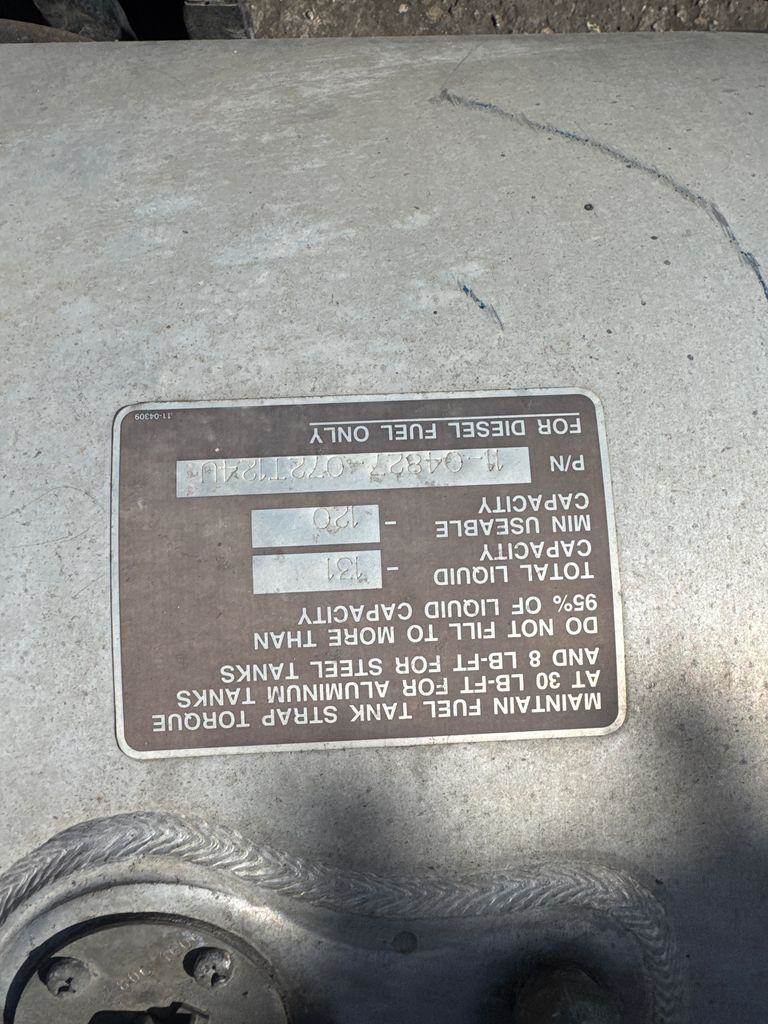 MAINTAIN FUEL TANK STRAP TORQUE
AT 30 LB-FT FOR ALUMINUM TANKS
AND 8 LB-FT FOR STEEL TANKS
DO NOT FILL TO MORE THAN
95% OF LIQUID CAPACITY
TOTAL LIQUID CAPACITY - 131
MIN USEABLE CAPACITY - 120
P/N 11-04827-072T124U
FOR DIESEL FUEL ONLY
11-04309